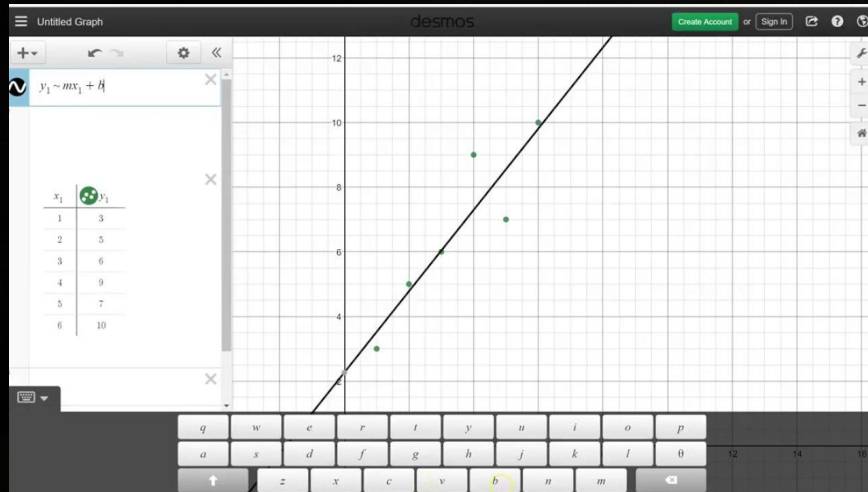 Untitled Graph
desmos
Create Account or Sign In
y₁ ~ mx₁ + b
x₁ y₁
1 3
2 5
3 6
4 9
5 7
6 10
12
10
8
6
4
2
12 14 16
q w e r t y u i o p
a s d f g h j k l θ
z x c v b n m